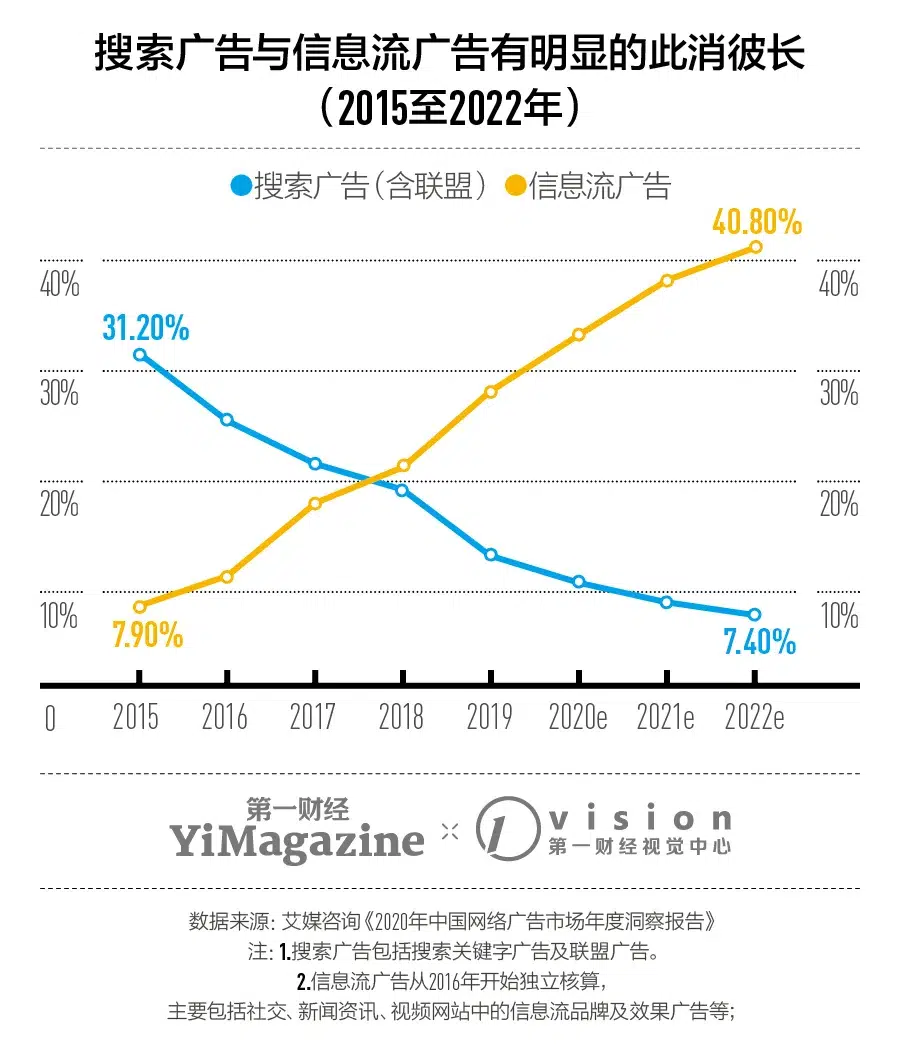 搜索广告与信息流广告有明显的此消彼长
（2015至2022年）
搜索广告（含联盟） 信息流广告
40.80%
40% 40%
31.20%
30% 30%
20% 20%
10% 10%
7.90% 7.40%
0 2015 2016 2017 2018 2019 2020e 2021e 2022e
第一财经
YiMagazine
vision
第一财经视觉中心
数据来源：艾媒咨询《2020年中国网络广告市场年度洞察报告》
注：1.搜索广告包括搜索关键字广告及联盟广告。
2.信息流广告从2016年开始独立核算，
主要包括社交、新闻资讯、视频网站中的信息流品牌及效果广告等；